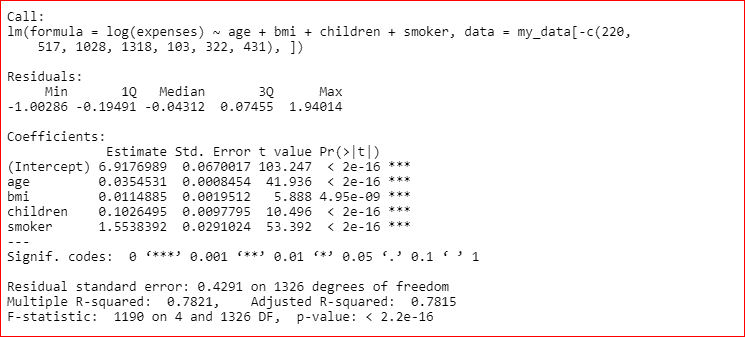 Call:
lm(formula = log(expenses) ~ age + bmi + children + smoker, data = my_data[-c(220,
    517, 1028, 1318, 103, 322, 431), ])
Residuals:
     Min       1Q   Median       3Q      Max
-1.00286 -0.19491 -0.04312  0.07455  1.94014
Coefficients:
             Estimate Std. Error t value Pr(>|t|)
(Intercept) 6.9176989  0.0670017 103.247  < 2e-16 ***
age         0.0354531  0.0008454  41.936  < 2e-16 ***
bmi         0.0114885  0.0019512   5.888 4.95e-09 ***
children    0.1026495  0.0097795  10.496  < 2e-16 ***
smoker      1.5538392  0.0291024  53.392  < 2e-16 ***
---
Signif. codes:  0 ‘***’ 0.001 ‘**’ 0.01 ‘*’ 0.05 ‘.’ 0.1 ‘ ’ 1
Residual standard error: 0.4291 on 1326 degrees of freedom
Multiple R-squared:  0.7821,    Adjusted R-squared:  0.7815
F-statistic:  1190 on 4 and 1326 DF,  p-value: < 2.2e-16